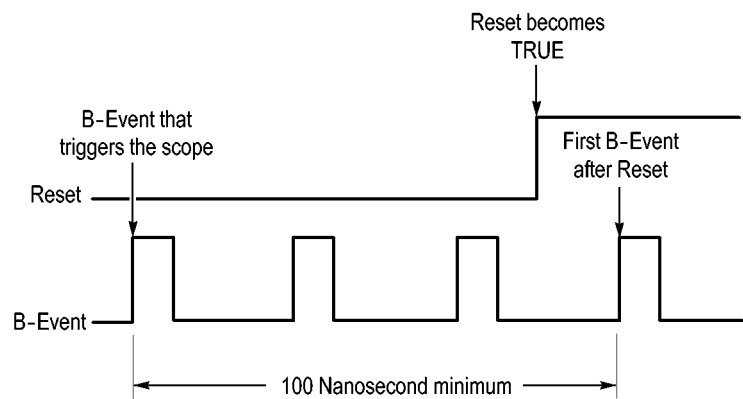 Reset becomes
TRUE
B-Event that
triggers the scope
First B-Event
after Reset
Reset
B-Event
100 Nanosecond minimum